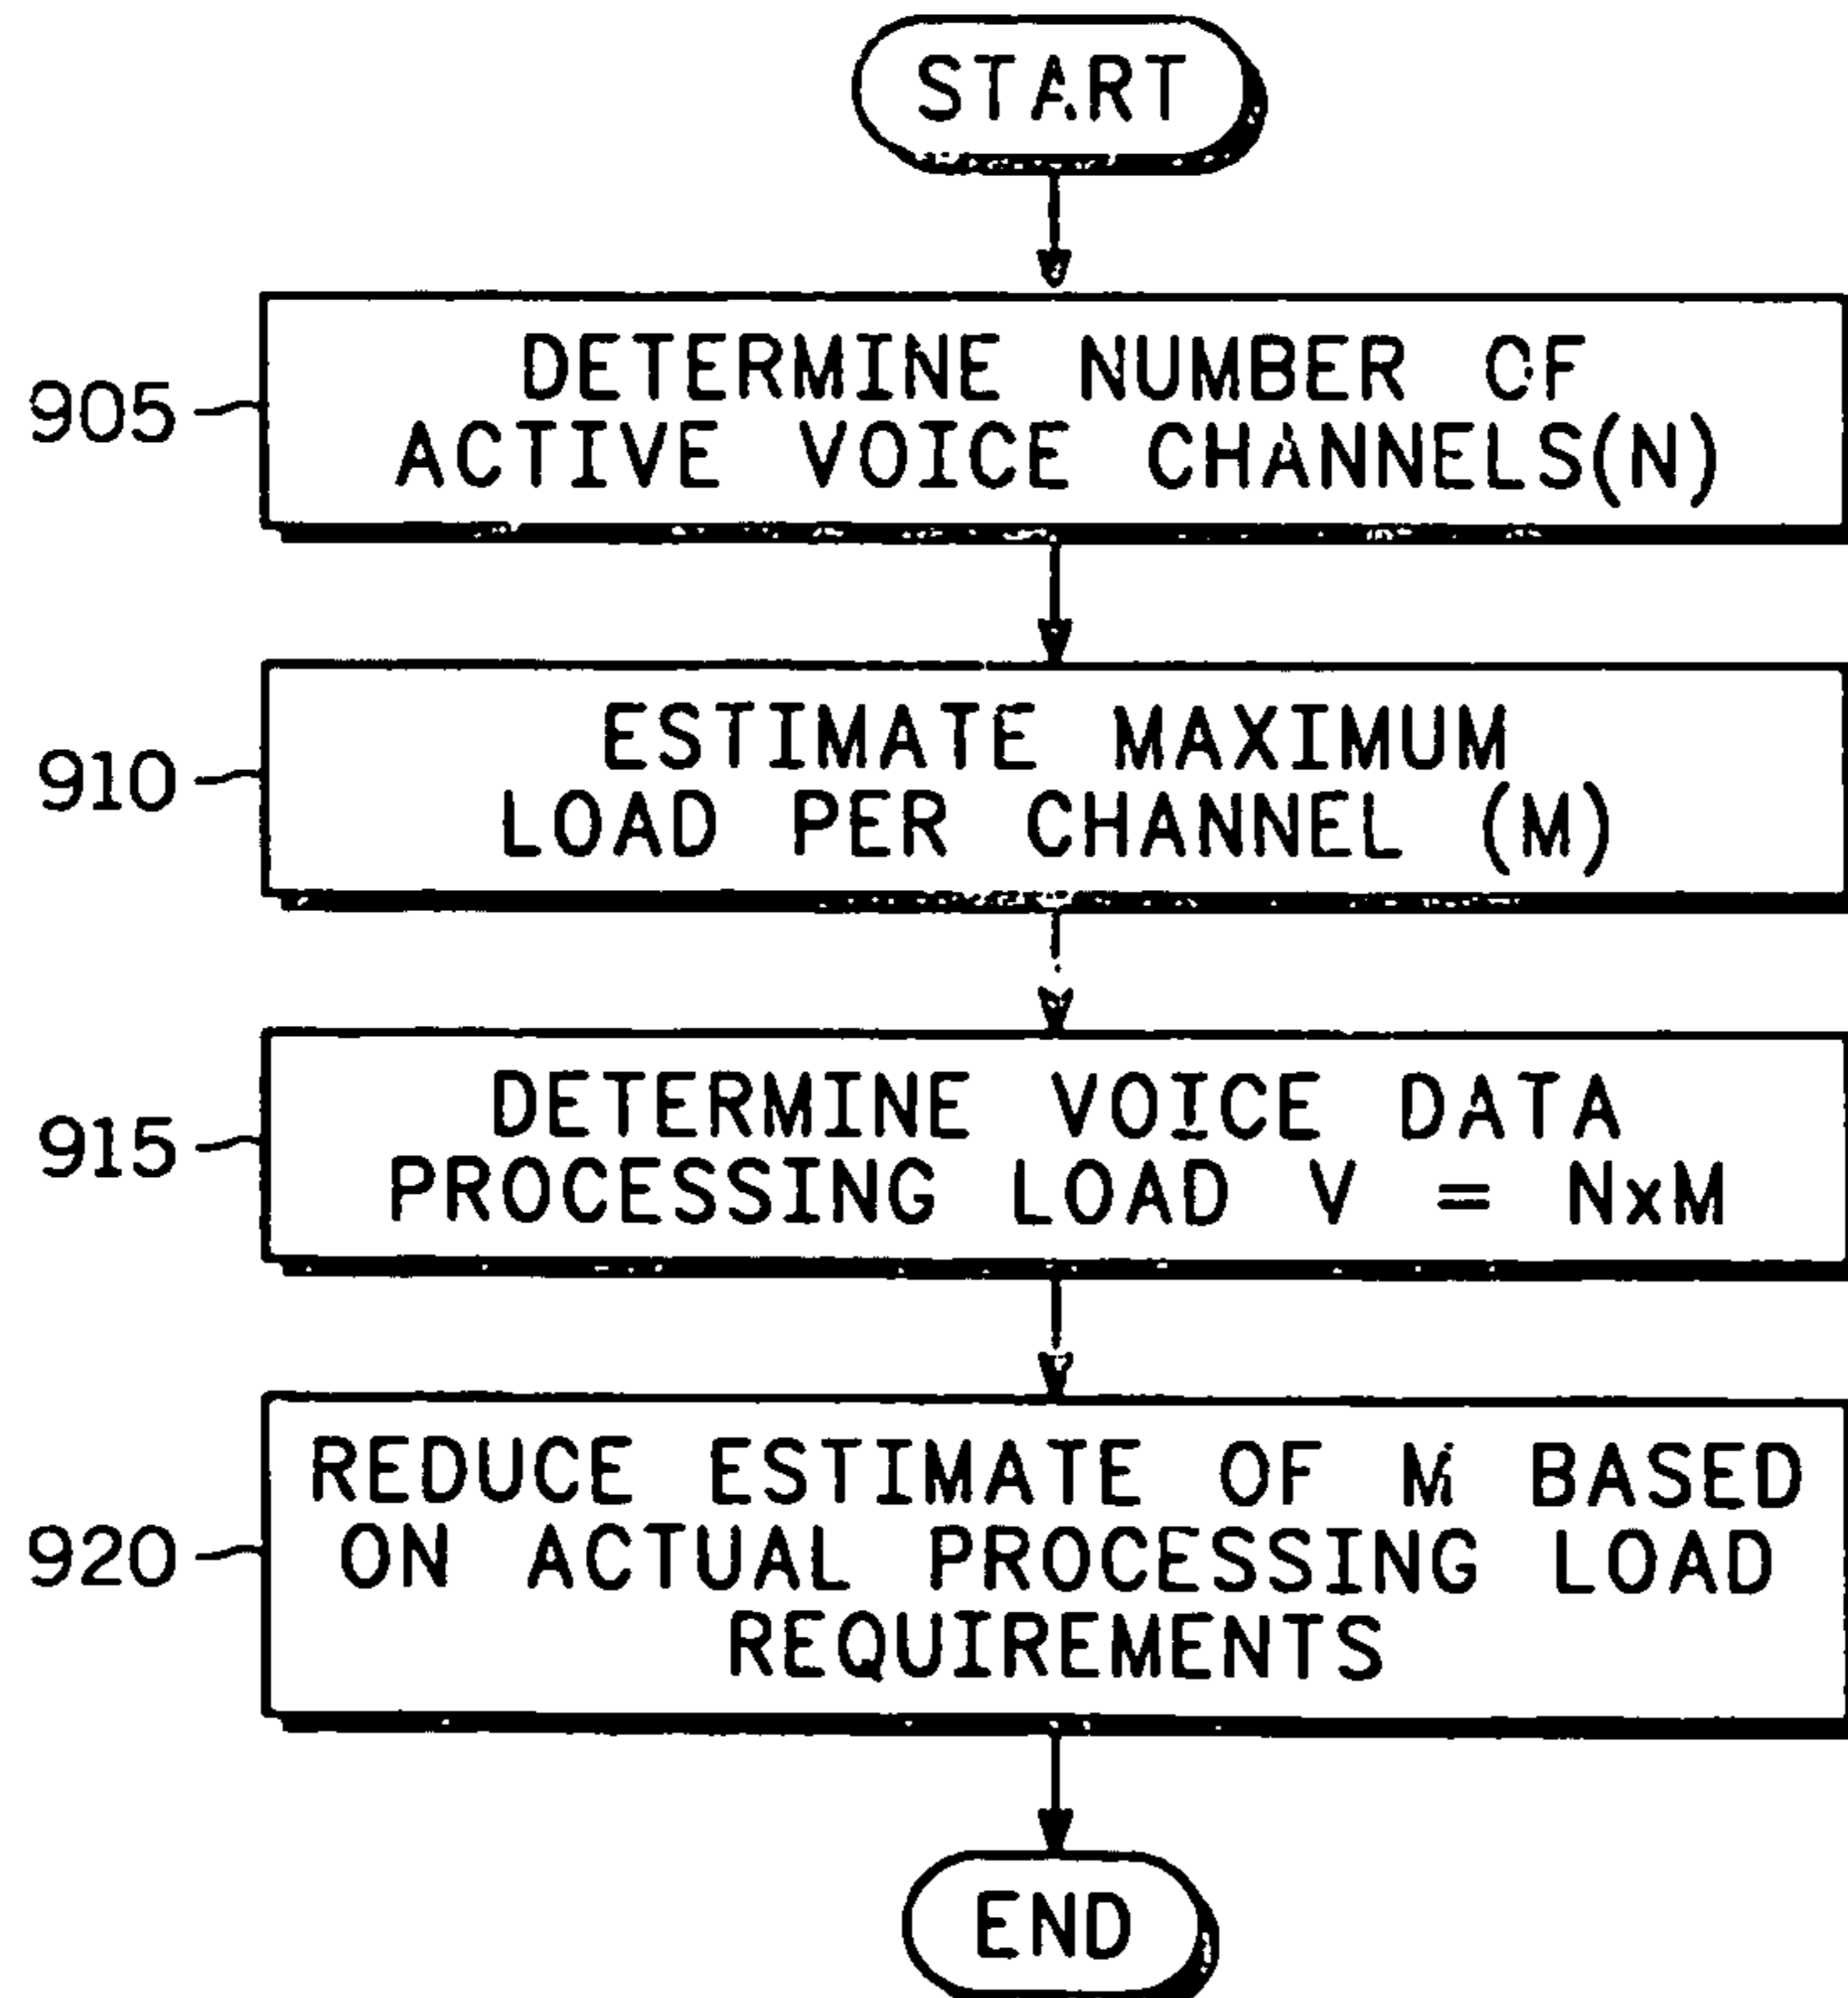 START
905
DETERMINE NUMBER OF
ACTIVE VOICE CHANNELS(N)
910
ESTIMATE MAXIMUM
LOAD PER CHANNEL (M)
915
DETERMINE VOICE DATA
PROCESSING LOAD V = NxM
920
REDUCE ESTIMATE OF M BASED
ON ACTUAL PROCESSING LOAD
REQUIREMENTS
END